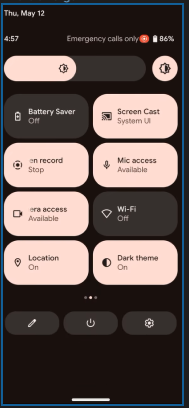 Thu, May 12
4:57 Emergency calls only 86%
Battery Saver
Off
Screen Cast
System UI
en record
Stop
Mic access
Available
era access
Available
Wi-Fi
Off
Location
On
Dark theme
On